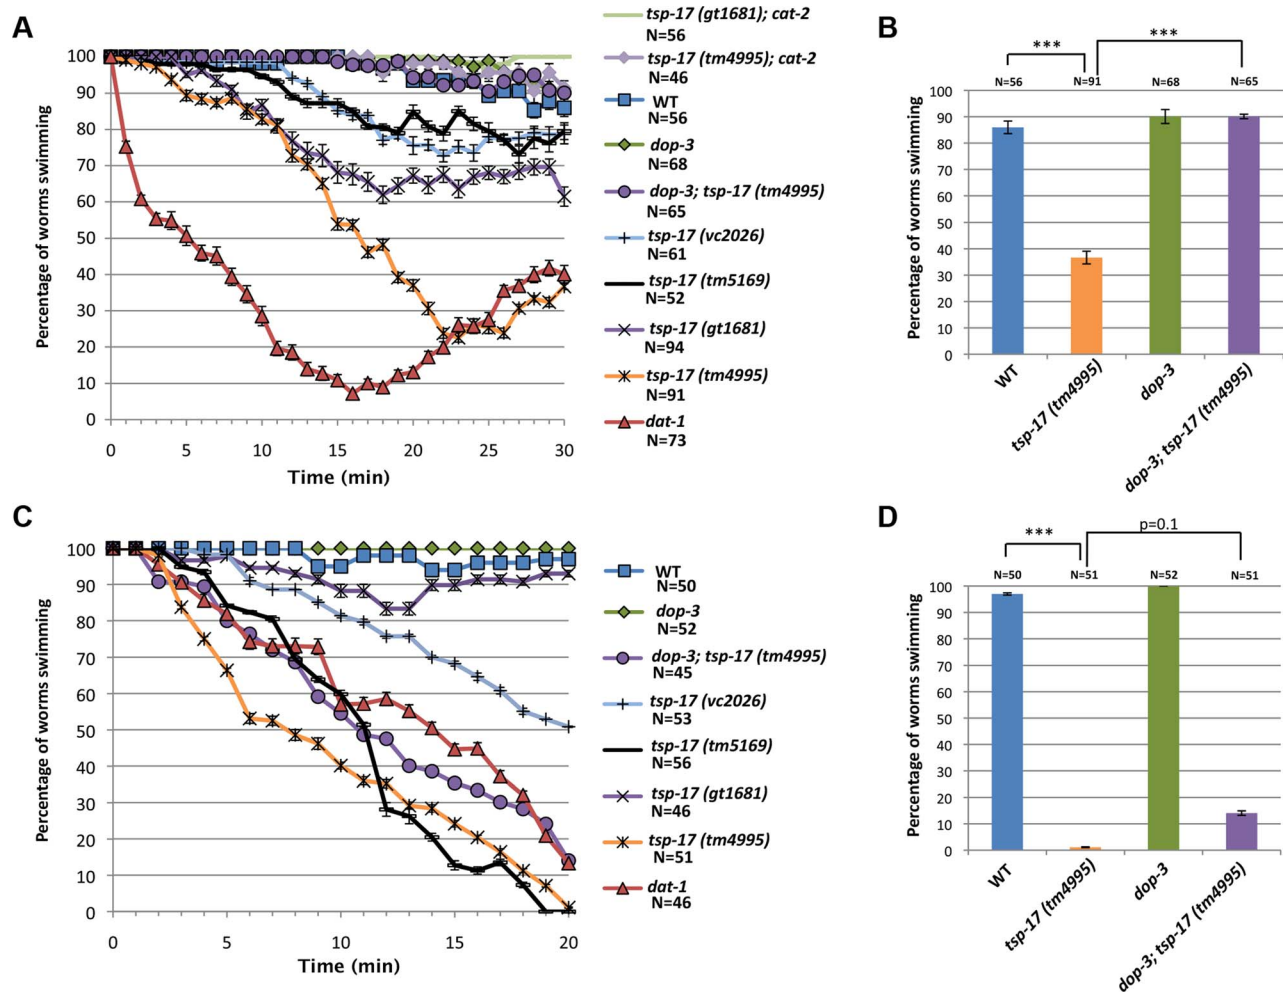 A
Percentage of worms swimming
100
90
80
70
60
50
40
30
20
10
0
0
5
10
15
20
25
30
Time (min)
tsp-17 (gt1681); cat-2
N=56
tsp-17 (tm4995); cat-2
N=46
WT
N=56
dop-3
N=68
dop-3; tsp-17 (tm4995)
N=65
tsp-17 (vc2026)
N=61
tsp-17 (tm5169)
N=52
tsp-17 (gt1681)
N=94
tsp-17 (tm4995)
N=91
dat-1
N=73
B
***
***
N=56
N=91
N=68
N=65
Percentage of worms swimming
100
90
80
70
60
50
40
30
20
10
0
WT
tsp-17 (tm4995)
dop-3
dop-3; tsp-17 (tm4995)
C
Percentage of worms swimming
100
90
80
70
60
50
40
30
20
10
0
0
5
10
15
20
Time (min)
WT
N=50
dop-3
N=52
dop-3; tsp-17 (tm4995)
N=45
tsp-17 (vc2026)
N=53
tsp-17 (tm5169)
N=56
tsp-17 (gt1681)
N=46
tsp-17 (tm4995)
N=51
dat-1
N=46
D
***
p=0.1
N=50
N=51
N=52
N=51
Percentage of worms swimming
100
90
80
70
60
50
40
30
20
10
0
WT
tsp-17 (tm4995)
dop-3
dop-3; tsp-17 (tm4995)